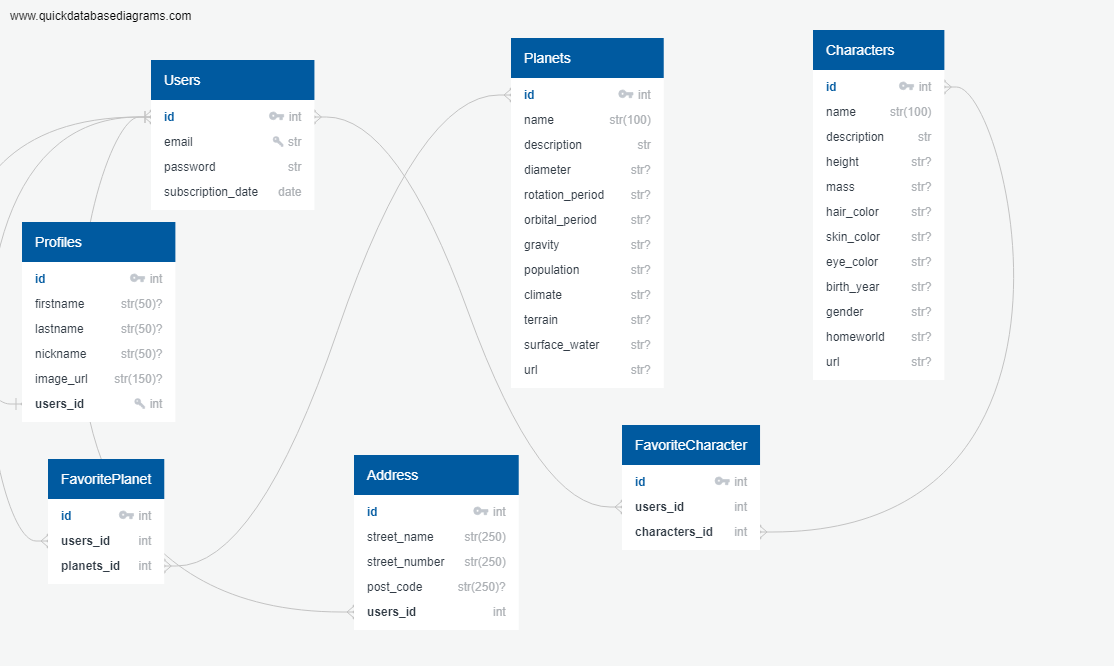 www.quickdatabasediagrams.com
Users
id int
email str
password str
subscription_date date
Profiles
id int
firstname str(50)?
lastname str(50)?
nickname str(50)?
image_url str(150)?
users_id int
FavoritePlanet
id int
users_id int
planets_id int
Address
id int
street_name str(250)
street_number str(250)
post_code str(250)?
users_id int
Planets
id int
name str(100)
description str
diameter str?
rotation_period str?
orbital_period str?
gravity str?
population str?
climate str?
terrain str?
surface_water str?
url str?
FavoriteCharacter
id int
users_id int
characters_id int
Characters
id int
name str(100)
description str
height str?
mass str?
hair_color str?
skin_color str?
eye_color str?
birth_year str?
gender str?
homeworld str?
url str?